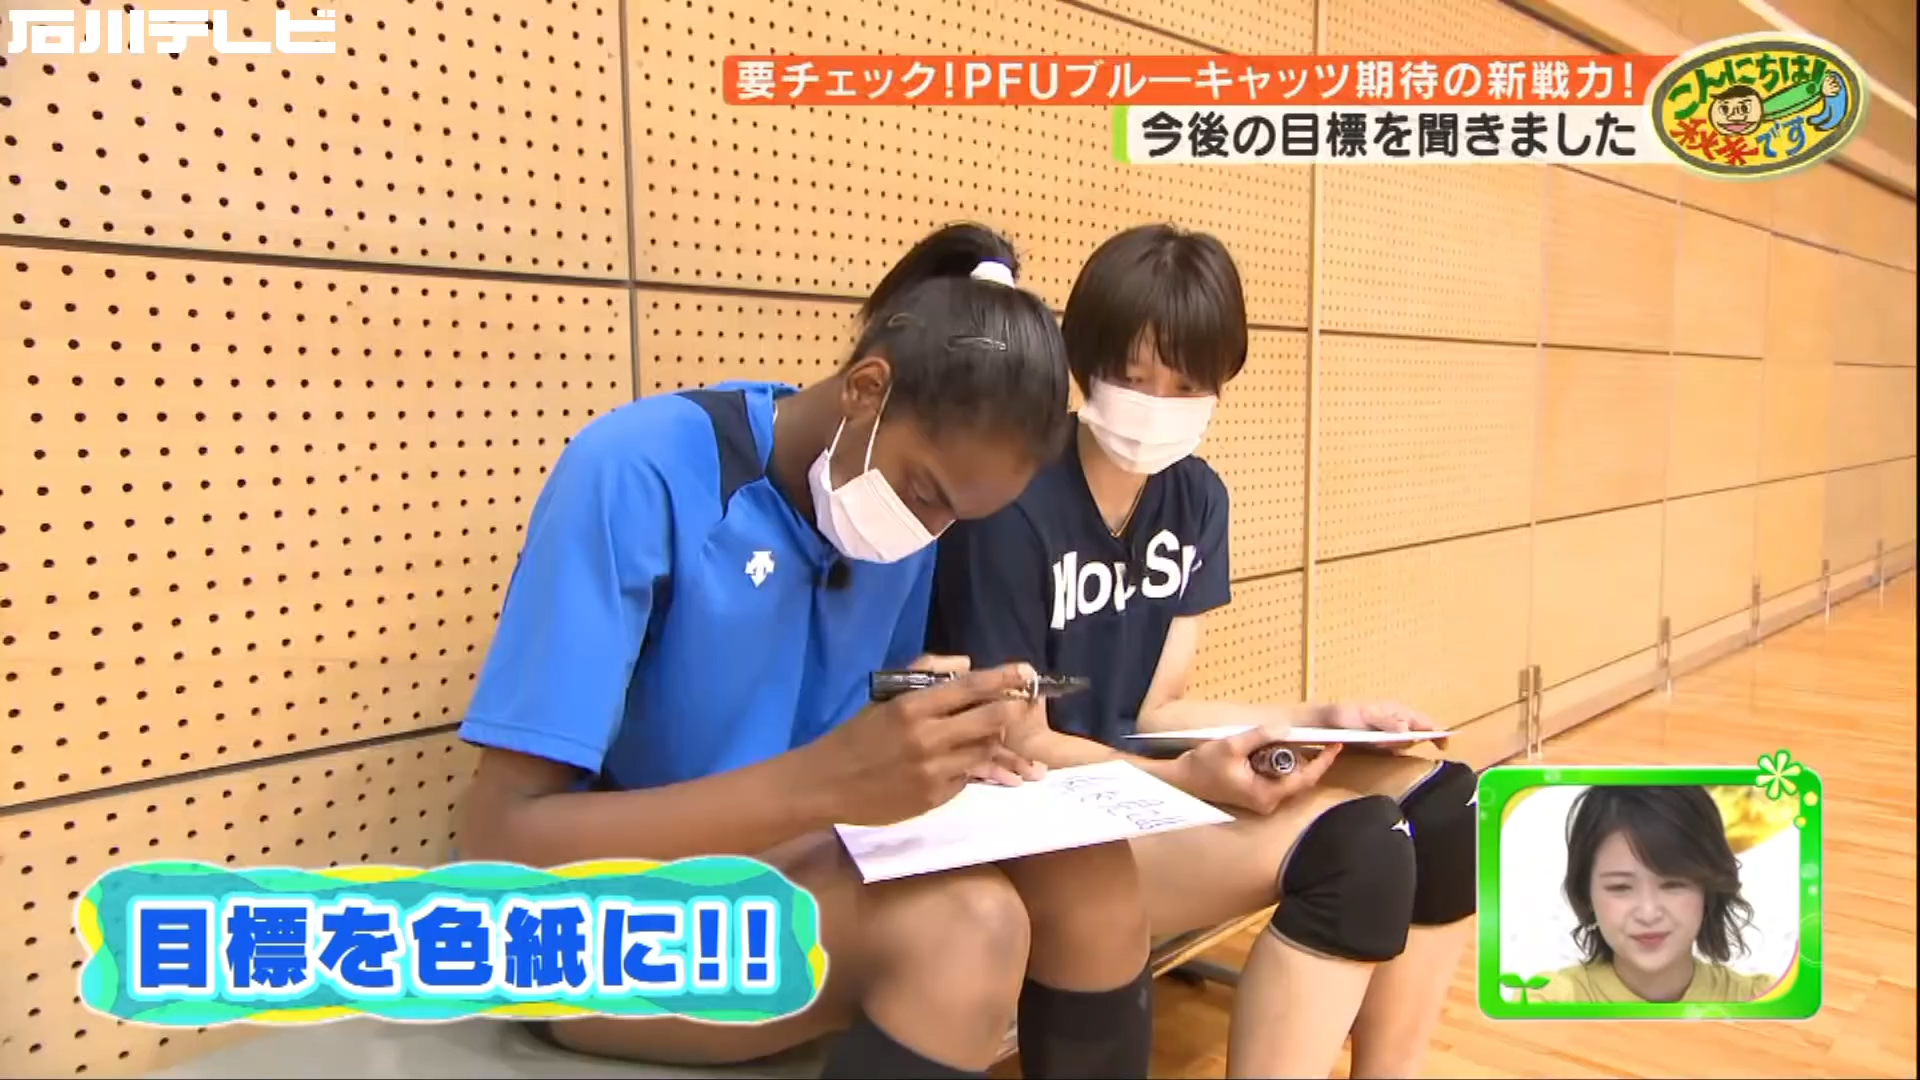 石川テレビ
要チェック!PFUブルーキャッツ期待の新戦力!
今後の目標を聞きました
こんにちは!
です
目標を色紙に!!